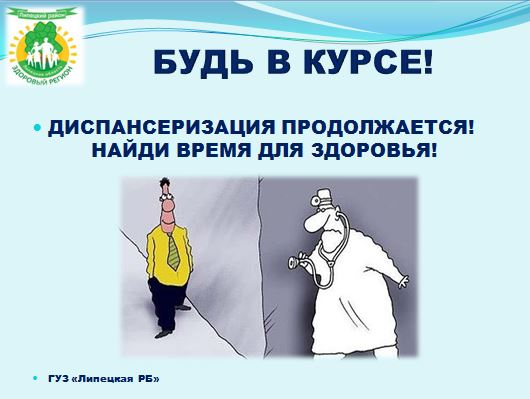 Липецкий район
ЗДОРОВЫЙ РЕГИОН
БУДЬ В КУРСЕ!
ДИСПАНСЕРИЗАЦИЯ ПРОДОЛЖАЕТСЯ!
НАЙДИ ВРЕМЯ ДЛЯ ЗДОРОВЬЯ!
ГУЗ «Липецкая РБ»